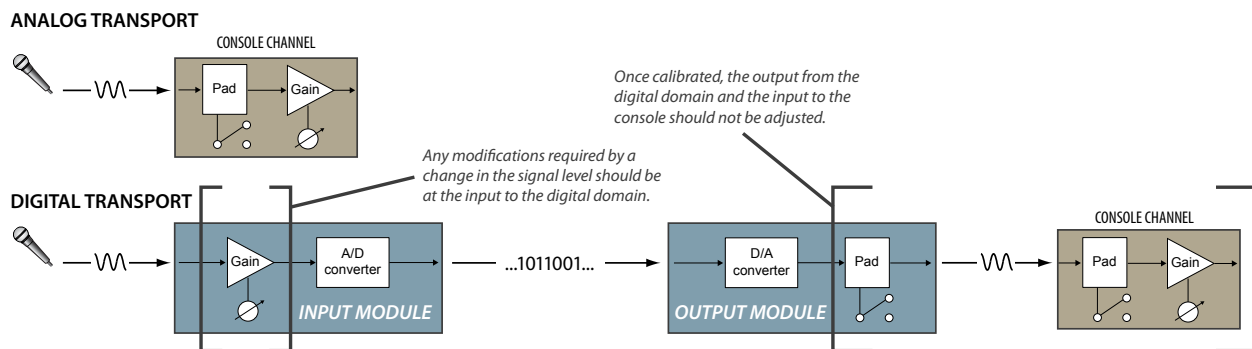 ANALOG TRANSPORT
CONSOLE CHANNEL
Pad
Gain
Once calibrated, the output from the
digital domain and the input to the
console should not be adjusted.
Any modifications required by a
change in the signal level should be
at the input to the digital domain.
DIGITAL TRANSPORT
Gain
A/D
converter
INPUT MODULE
...1011001...
D/A
converter
Pad
OUTPUT MODULE
CONSOLE CHANNEL
Pad
Gain